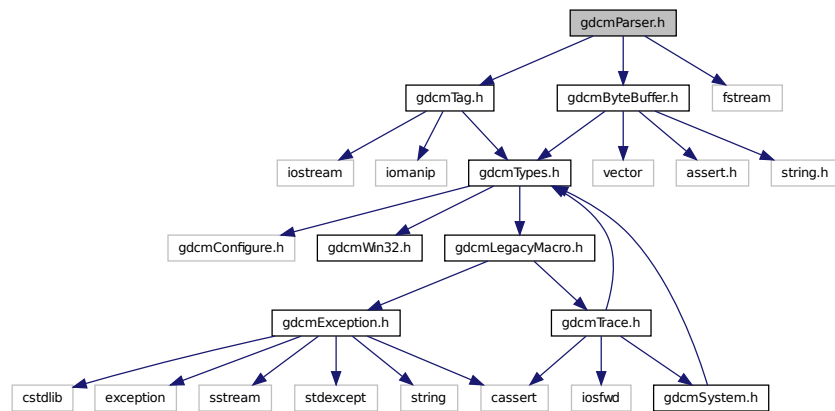 gdcmParser.h
gdcmTag.h
gdcmByteBuffer.h
fstream
iostream
iomanip
gdcmTypes.h
vector
assert.h
string.h
gdcmConfigure.h
gdcmWin32.h
gdcmLegacyMacro.h
gdcmException.h
gdcmTrace.h
cstdlib
exception
sstream
stdexcept
string
cassert
iosfwd
gdcmSystem.h